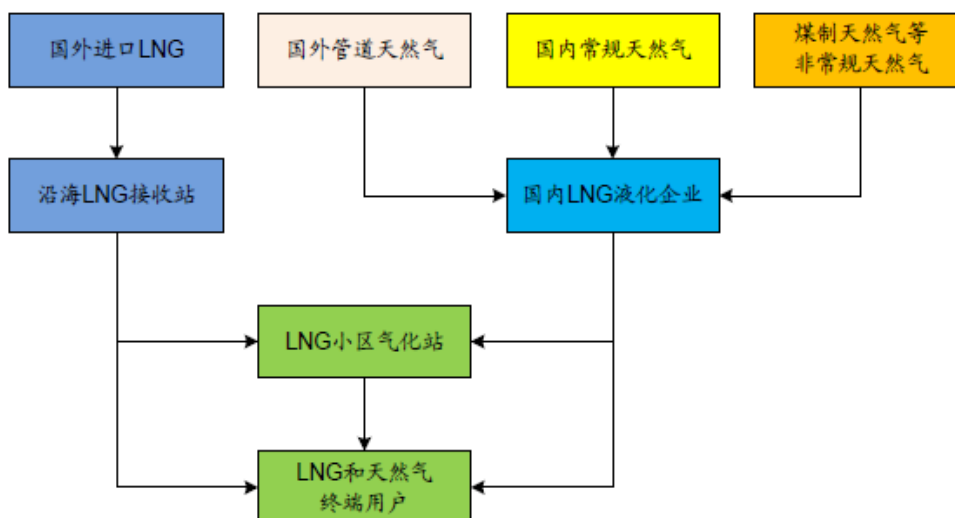 国外进口LNG
国外管道天然气
国内常规天然气
煤制天然气等
非常规天然气
沿海LNG接收站
国内LNG液化企业
LNG小区气化站
LNG和天然气
终端用户